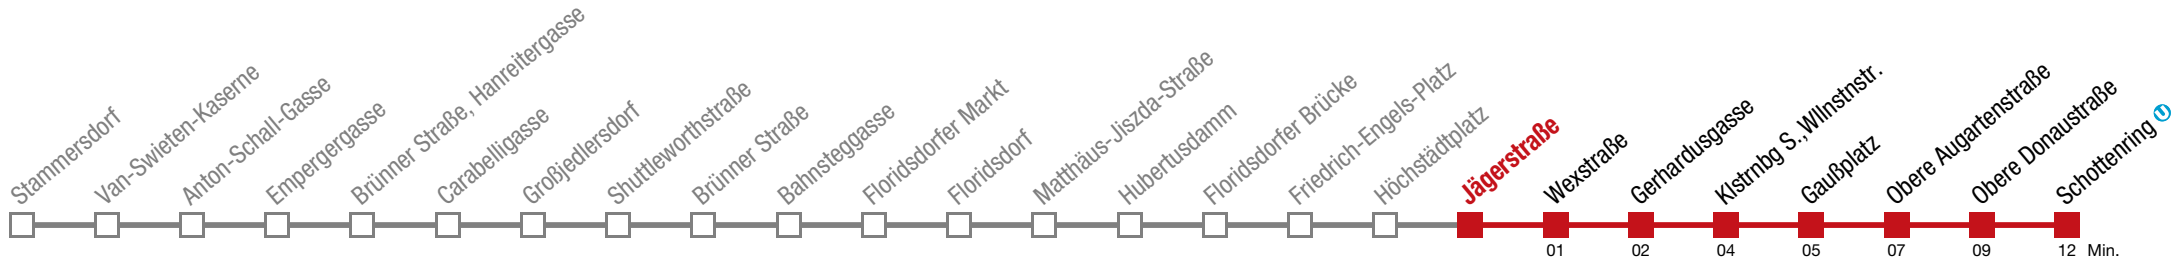 Stammersdorf
Van-Swieten-Kaserne
Anton-Schall-Gasse
Empergergasse
Brünner Straße, Hanreitergasse
Carabelligasse
Großjedlersdorf
Shuttleworthstraße
Brünner Straße
Bahnsteggasse
Floridsdorfer Markt
Floridsdorf
Matthäus-Jiszda-Straße
Hubertusdamm
Floridsdorfer Brücke
Friedrich-Engels-Platz
Höchstädtplatz
Jägerstraße
Wexstraße
Gerhardusgasse
Klstrnbg S.,Wllnstnstr.
Gaußplatz
Obere Augartenstraße
Obere Donaustraße
Schottenring U
01 02 04 05 07 09 12 Min.